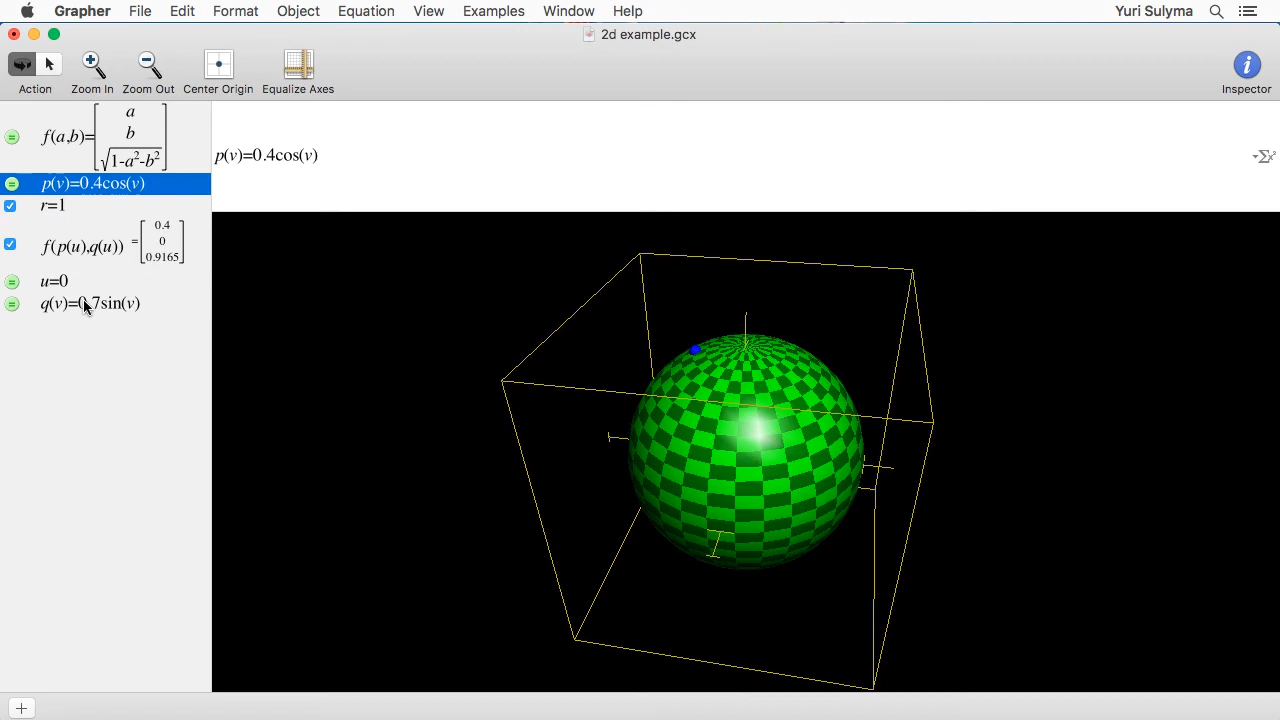 Grapher File Edit Format Object Equation View Examples Window Help Yuri Sulyma
2d example.gcx
Action Zoom In Zoom Out Center Origin Equalize Axes Inspector
f(a,b)=[a
b
√1-a²-b²]
p(v)=0.4cos(v)
p(v)=0.4cos(v)
r=1
f(p(u),q(u)) =[0.4
0
0.9165]
u=0
q(v)=0.7sin(v)